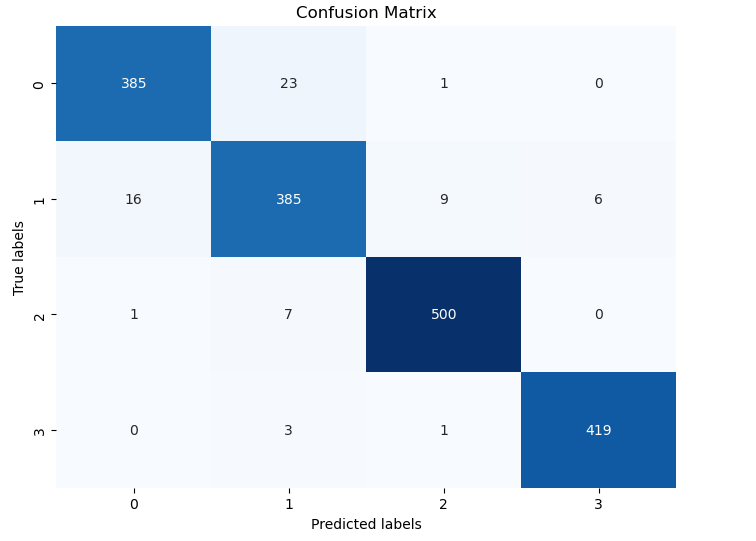 Confusion Matrix
0 385 23 1 0
1 16 385 9 6
2 1 7 500 0
3 0 3 1 419
0 1 2 3
Predicted labels
True labels